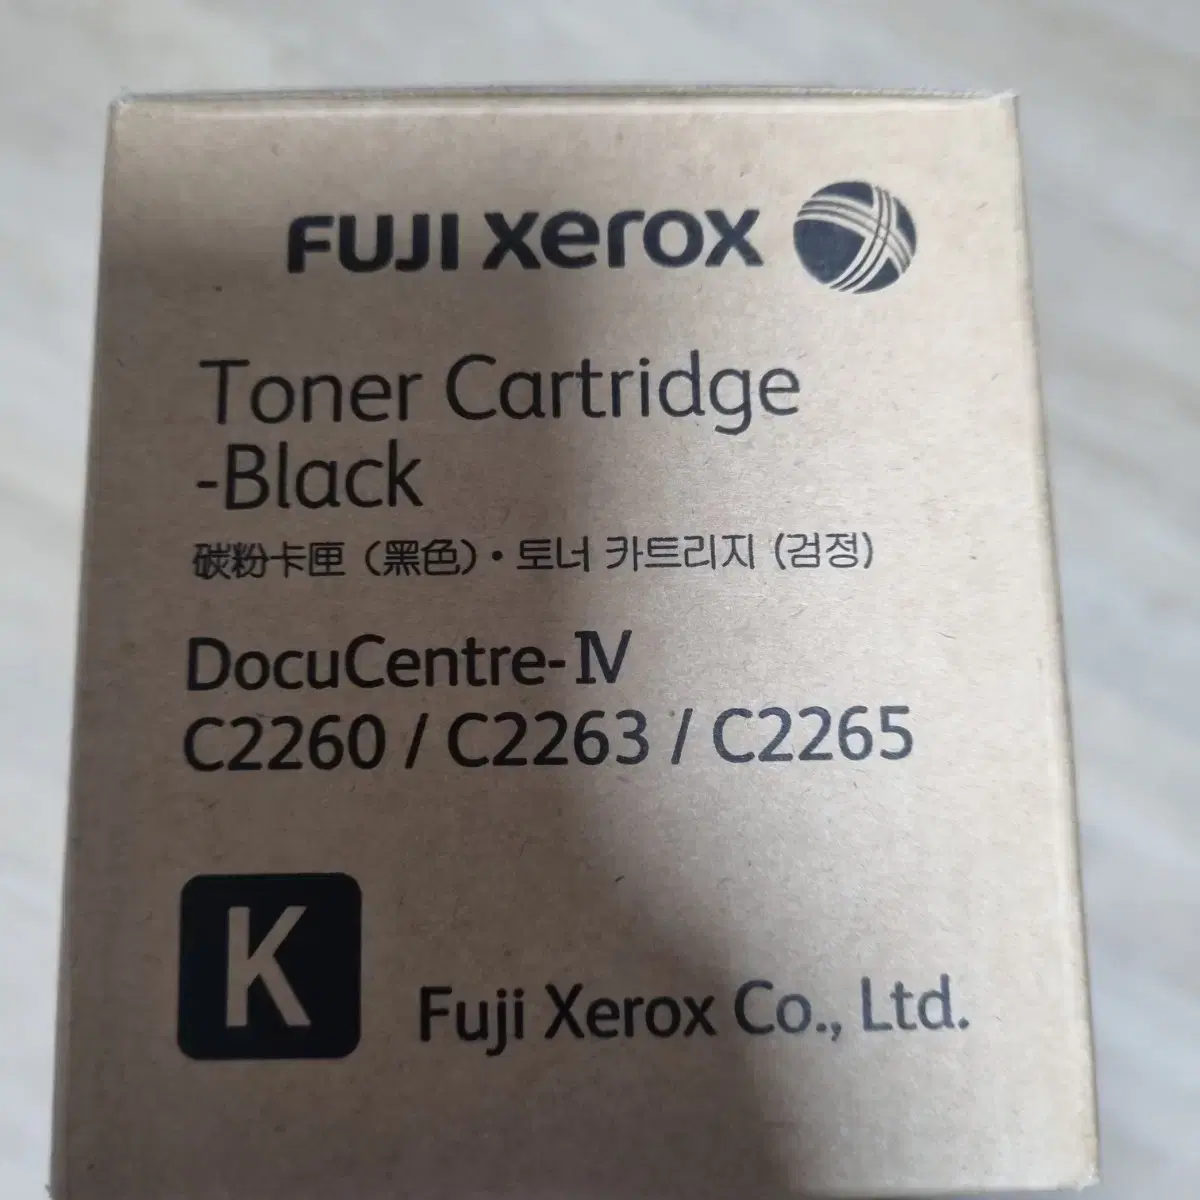 FUJI xerox
Toner Cartridge
-Black
碳粉卡匣 (黑色)・토너 카트리지 (검정)
DocuCentre-Ⅳ
C2260 / C2263 / C2265
K
Fuji Xerox Co., Ltd.